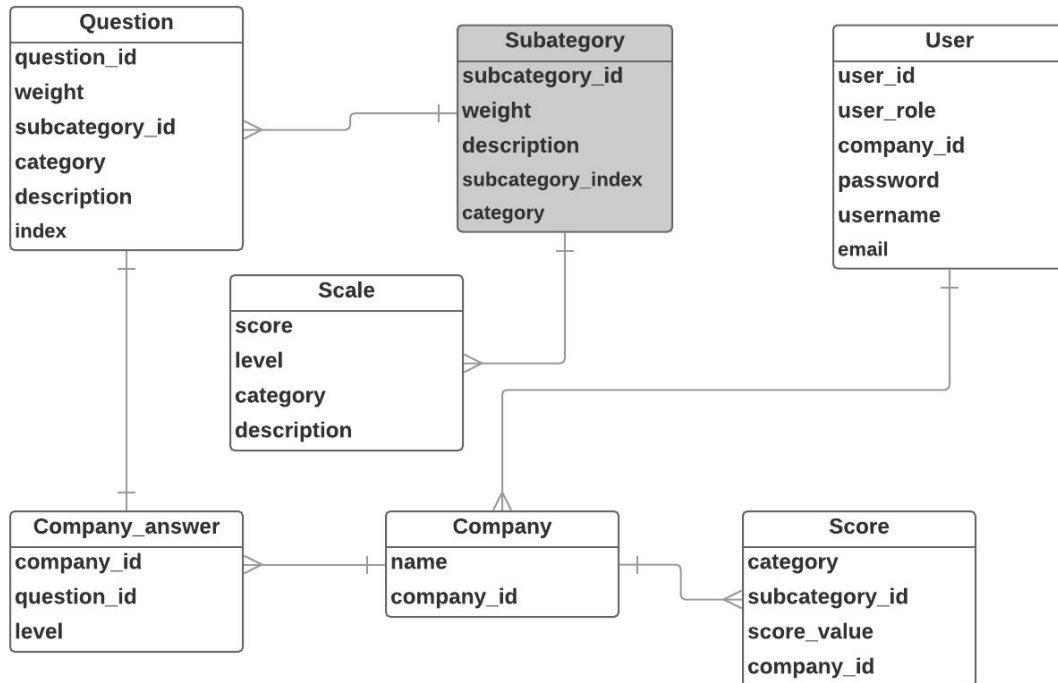 Question
question_id
weight
subcategory_id
category
description
index
Subategory
subcategory_id
weight
description
subcategory_index
category
User
user_id
user_role
company_id
password
username
email
Scale
score
level
category
description
Company_answer
company_id
question_id
level
Company
name
company_id
Score
category
subcategory_id
score_value
company_id